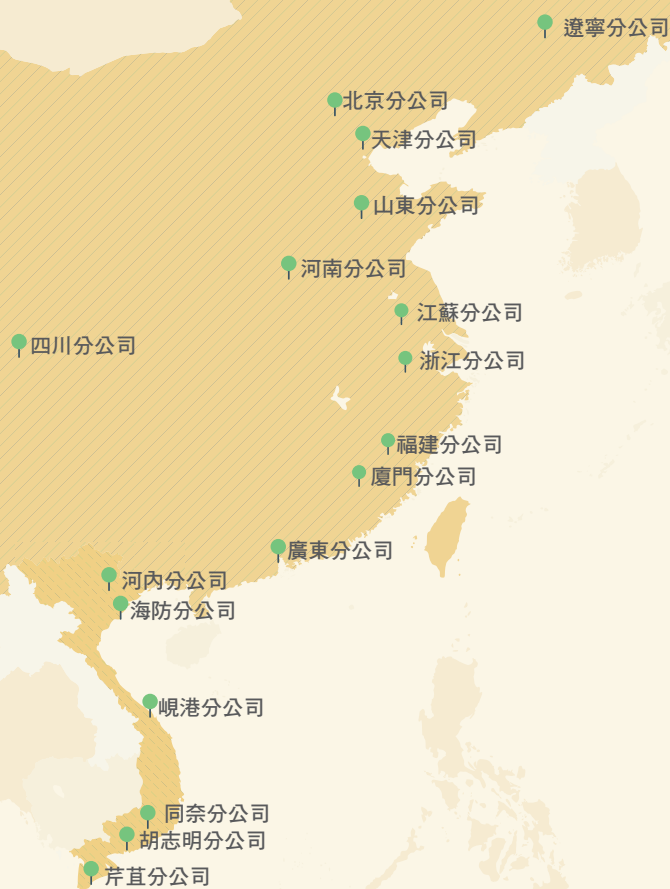 遼寧分公司
北京分公司
天津分公司
山東分公司
河南分公司
江蘇分公司
四川分公司
浙江分公司
福建分公司
廈門分公司
廣東分公司
河內分公司
海防分公司
峴港分公司
同奈分公司
胡志明分公司
芹苴分公司